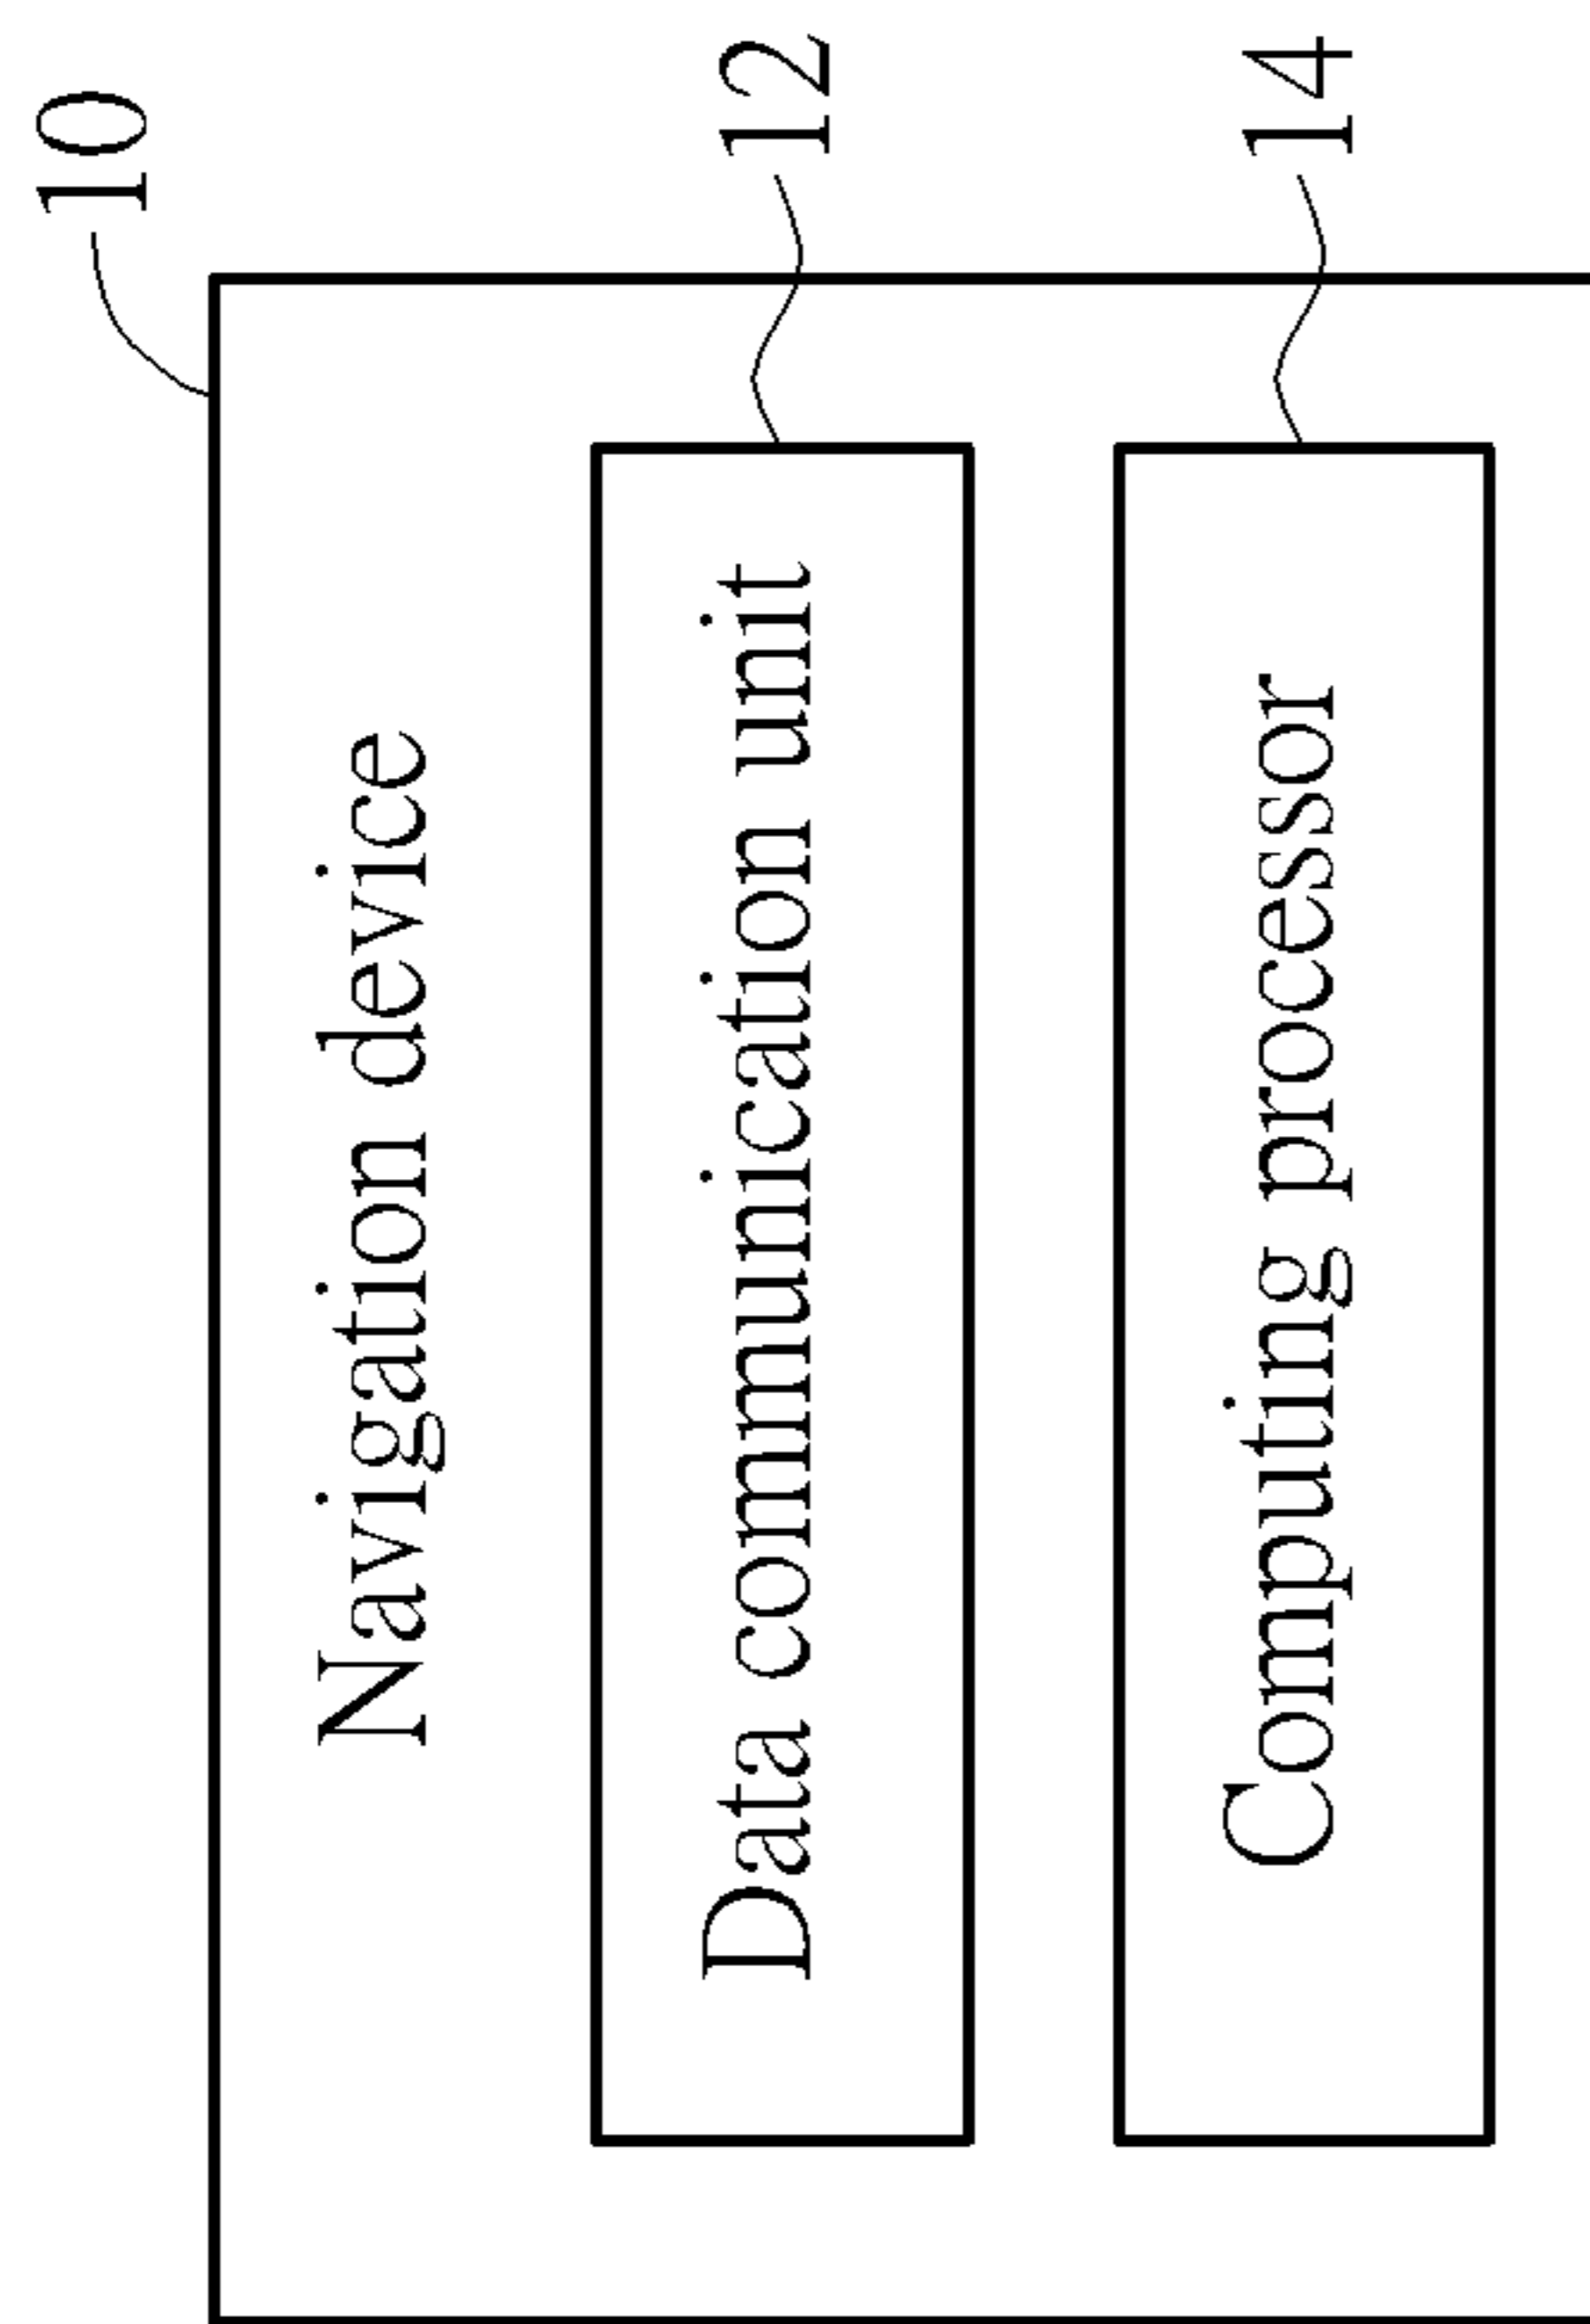 10
Navigation device
Data communication unit
12
Computing processor
14